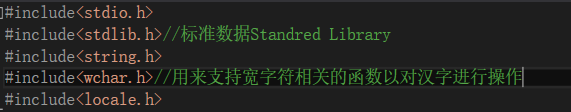 #include<stdio.h>
#include<stdlib.h>//标准数据Standred Library
#include<string.h>
#include<wchar.h>//用来支持宽字符相关的函数以对汉字进行操作
#include<locale.h>